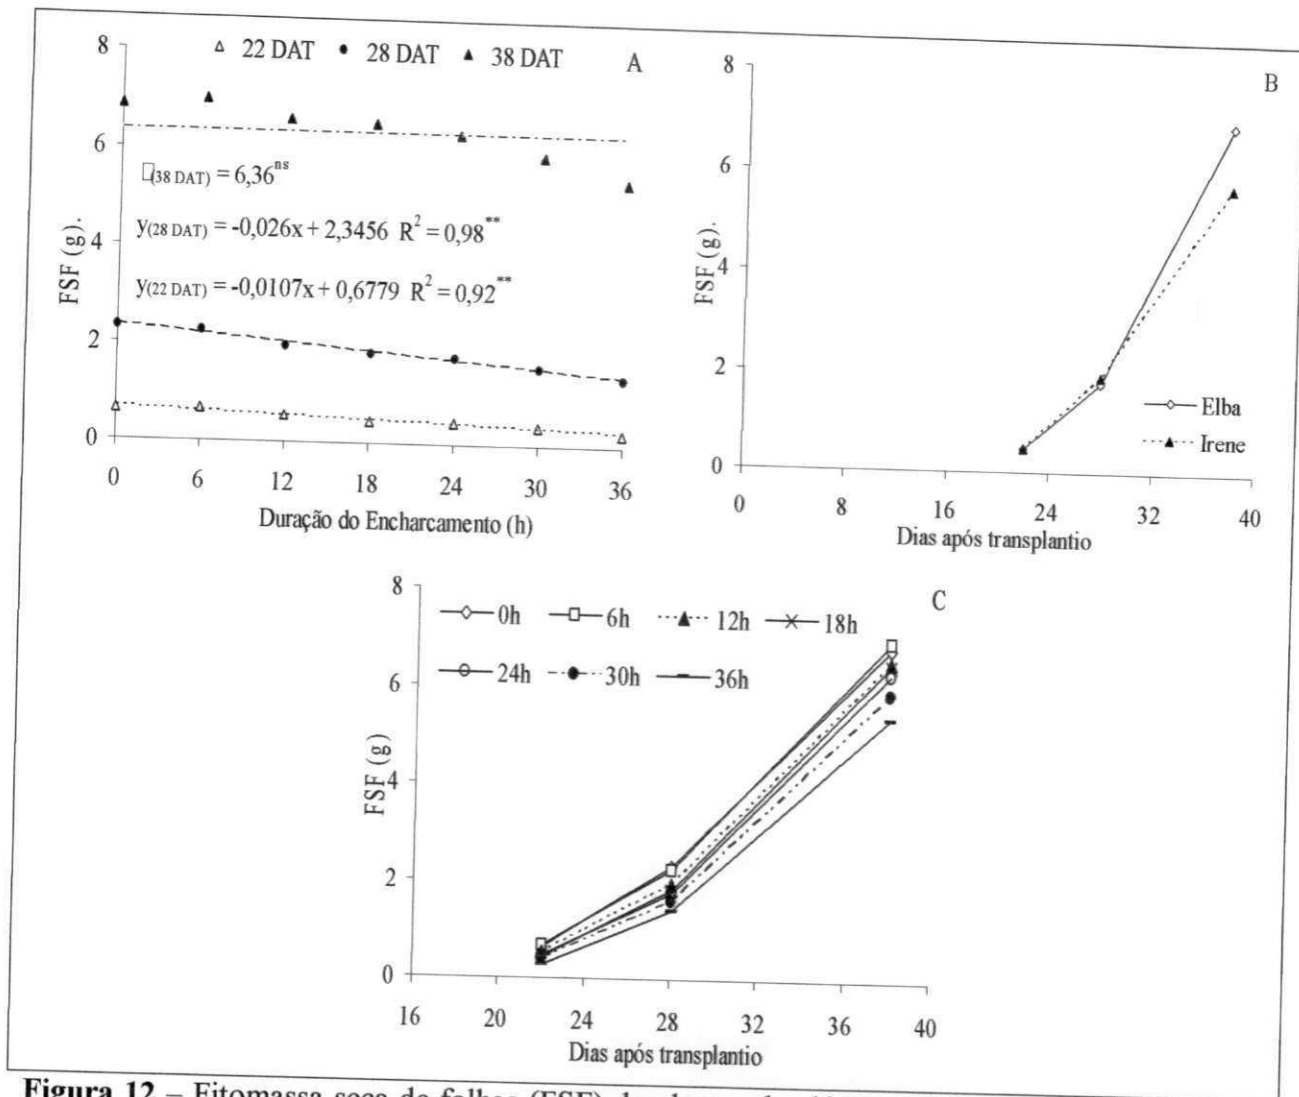 8 △ 22 DAT ● 28 DAT ▲ 38 DAT A
6
□(38 DAT) = 6,36ns
y(28 DAT) = -0,026x + 2,3456 R2 = 0,98**
4
y(22 DAT) = -0,0107x + 0,6779 R2 = 0,92**
2
0
FSF (g).
0 6 12 18 24 30 36
Duração do Encharcamento (h)
8 B
6
4
2
0
FSF (g).
Elba
Irene
0 8 16 24 32 40
Dias após transplantio
8 C
0h 6h 12h 18h
24h 30h 36h
6
4
2
0
FSF (g)
16 20 24 28 32 36 40
Dias após transplantio
Figura 12 – Fitomassa seca de folhas (FSF)